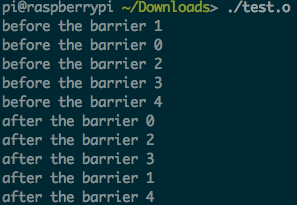 pi@raspberrypi ~/Downloads> ./test.o
before the barrier 1
before the barrier 0
before the barrier 2
before the barrier 3
before the barrier 4
after the barrier 0
after the barrier 2
after the barrier 3
after the barrier 1
after the barrier 4